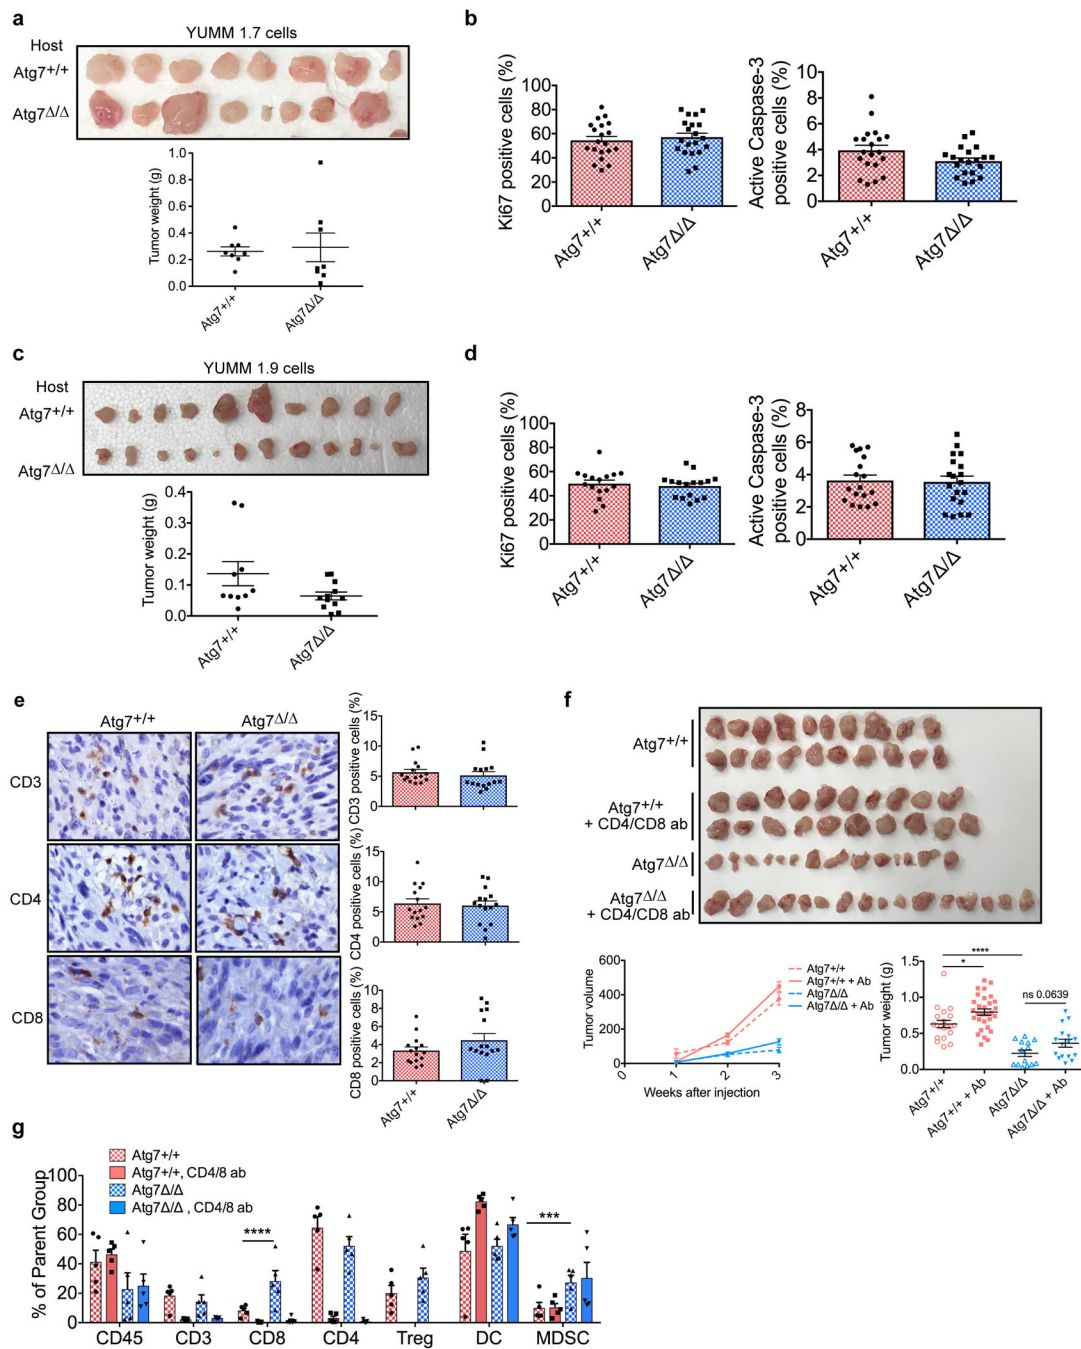 a
YUMM 1.7 cells
Host
Atg7+/+
Atg7Δ/Δ
Tumor weight (g)
1.0
0.8
0.6
0.4
0.2
0.0
Atg7+/+
Atg7Δ/Δ
b
Ki67 positive cells (%)
100
80
60
40
20
0
Atg7+/+
Atg7Δ/Δ
Active Caspase-3
positive cells (%)
10
8
6
4
2
0
Atg7+/+
Atg7Δ/Δ
c
YUMM 1.9 cells
Host
Atg7+/+
Atg7Δ/Δ
Tumor weight (g)
0.4
0.3
0.2
0.1
0.0
Atg7+/+
Atg7Δ/Δ
d
Ki67 positive cells (%)
100
80
60
40
20
0
Atg7+/+
Atg7Δ/Δ
Active Caspase-3
positive cells (%)
8
6
4
2
0
Atg7+/+
Atg7Δ/Δ
e
Atg7+/+
Atg7Δ/Δ
CD3
CD4
CD8
CD3 positive cells (%)
15
10
5
0
CD4 positive cells (%)
15
10
5
0
CD8 positive cells (%)
10
8
6
4
2
0
Atg7+/+
Atg7Δ/Δ
f
Atg7+/+
Atg7+/+
+ CD4/CD8 ab
Atg7Δ/Δ
Atg7Δ/Δ
+ CD4/CD8 ab
Tumor volume
600
400
200
0
0
1
2
3
Weeks after injection
Atg7+/+
Atg7+/+ + Ab
Atg7Δ/Δ
Atg7Δ/Δ + Ab
Tumor weight (g)
1.5
1.0
0.5
0.0
****
*
ns 0.0639
Atg7+/+
Atg7+/+ + Ab
Atg7Δ/Δ
Atg7Δ/Δ + Ab
g
Atg7+/+
Atg7+/+, CD4/8 ab
Atg7Δ/Δ
Atg7Δ/Δ , CD4/8 ab
% of Parent Group
100
80
60
40
20
0
****
***
CD45
CD3
CD8
CD4
Treg
DC
MDSC